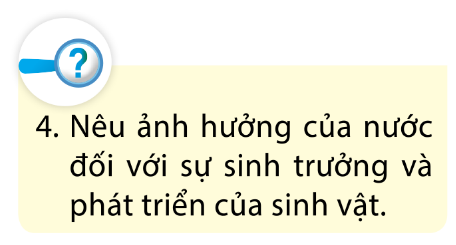 ?
4. Nêu ảnh hưởng của nước
đối với sự sinh trưởng và
phát triển của sinh vật.